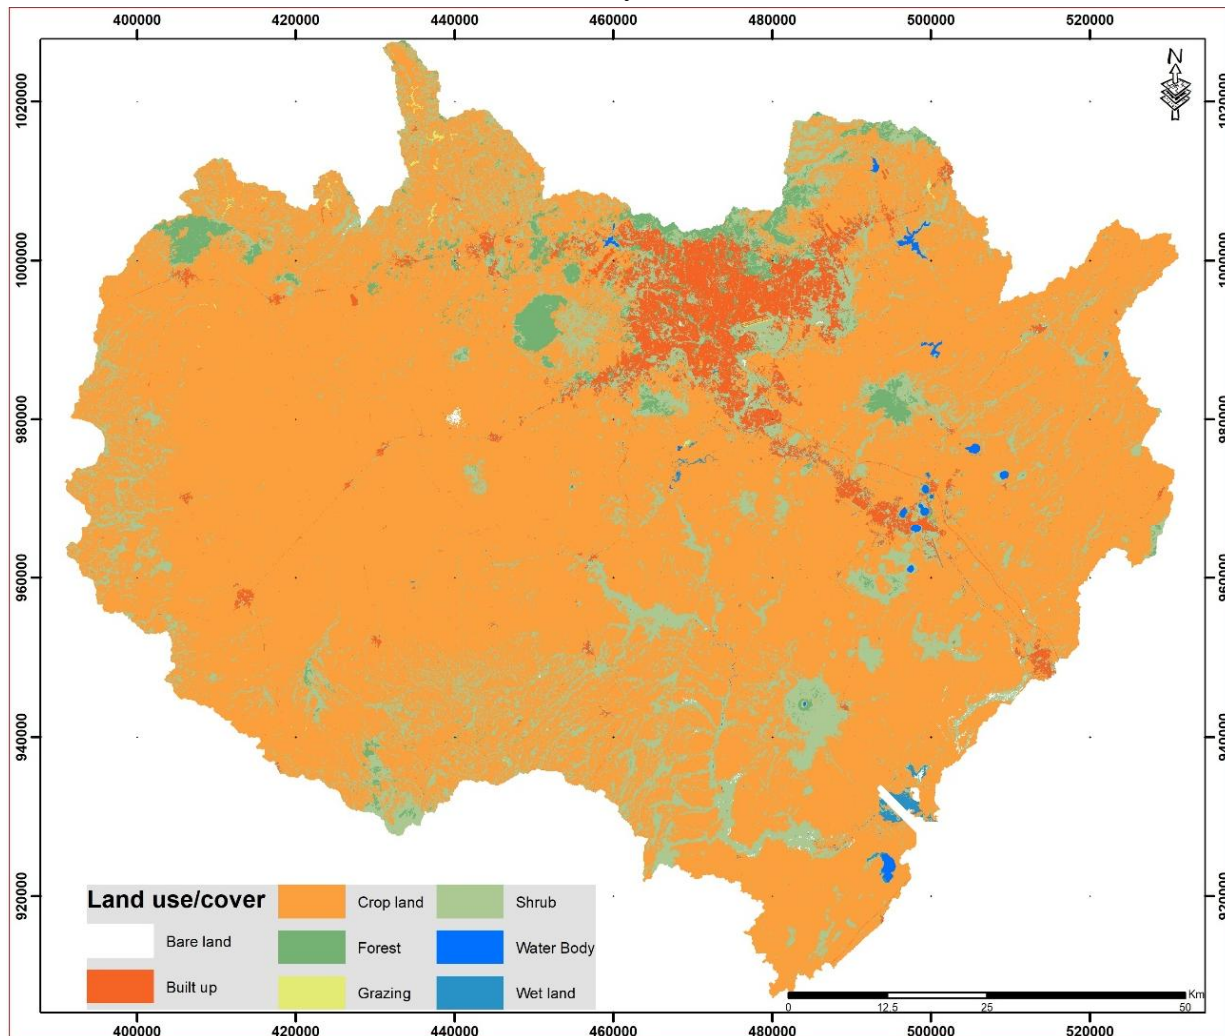 400000 420000 440000 460000 480000 500000 520000
N
1020000 1020000
1000000 1000000
980000 980000
960000 960000
940000 940000
920000 920000
Land use/cover
Bare land
Built up
Crop land
Forest
Grazing
Shrub
Water Body
Wet land
Km
0 12.5 25 50
400000 420000 440000 460000 480000 500000 520000